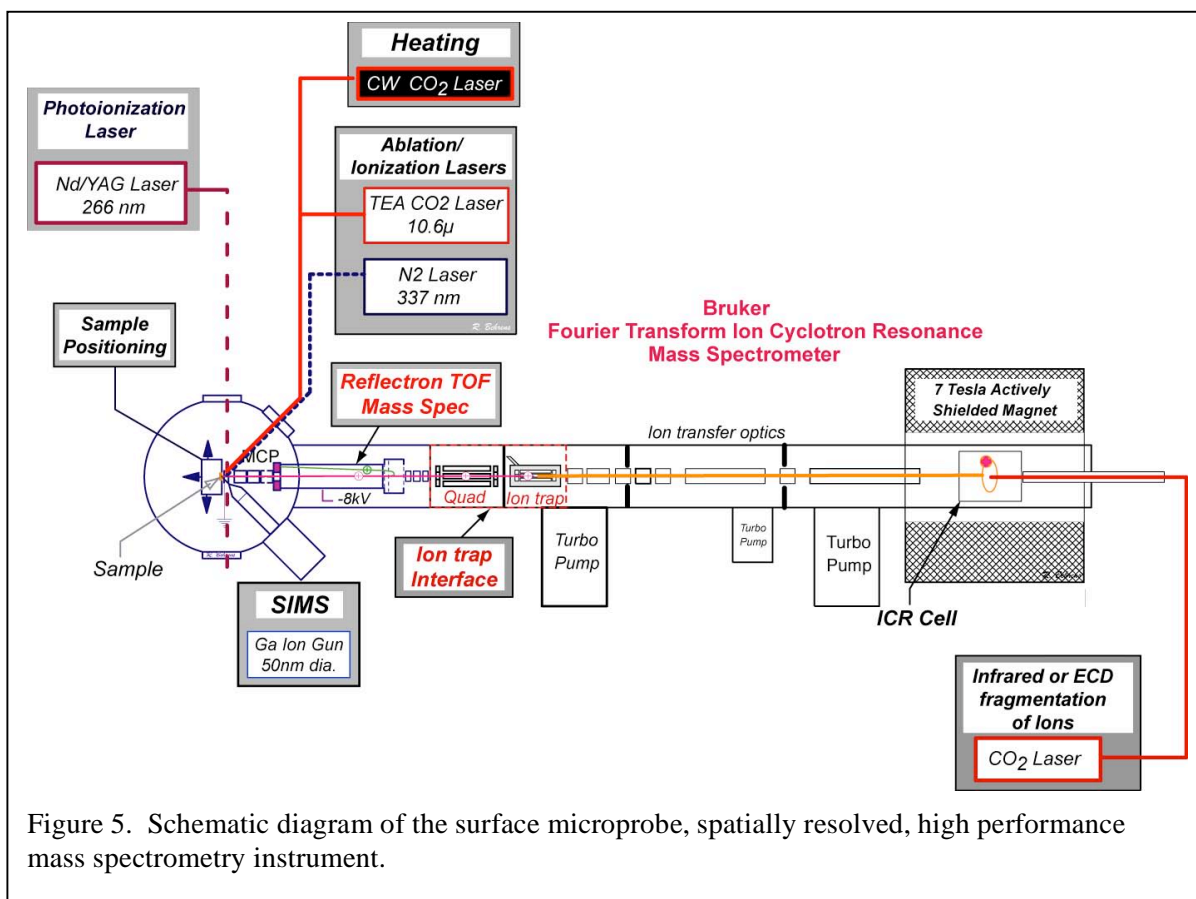 Heating
CW CO2 Laser
Photoionization
Laser
Nd/YAG Laser
266 nm
Ablation/
Ionization Lasers
TEA CO2 Laser
10.6μ
N2 Laser
337 nm
R. Behrens
Sample
Positioning
Bruker
Fourier Transform Ion Cyclotron Resonance
Mass Spectrometer
Reflectron TOF
Mass Spec
7 Tesla Actively
Shielded Magnet
Ion transfer optics
MCP
-8kV
Quad
Ion trap
Sample
R. Behrens
Ion trap
Interface
Turbo
Pump
Turbo
Pump
Turbo
Pump
R. Behrens
ICR Cell
SIMS
Ga Ion Gun
50nm dia.
Infrared or ECD
fragmentation
of Ions
CO2 Laser
Figure 5. Schematic diagram of the surface microprobe, spatially resolved, high performance
mass spectrometry instrument.